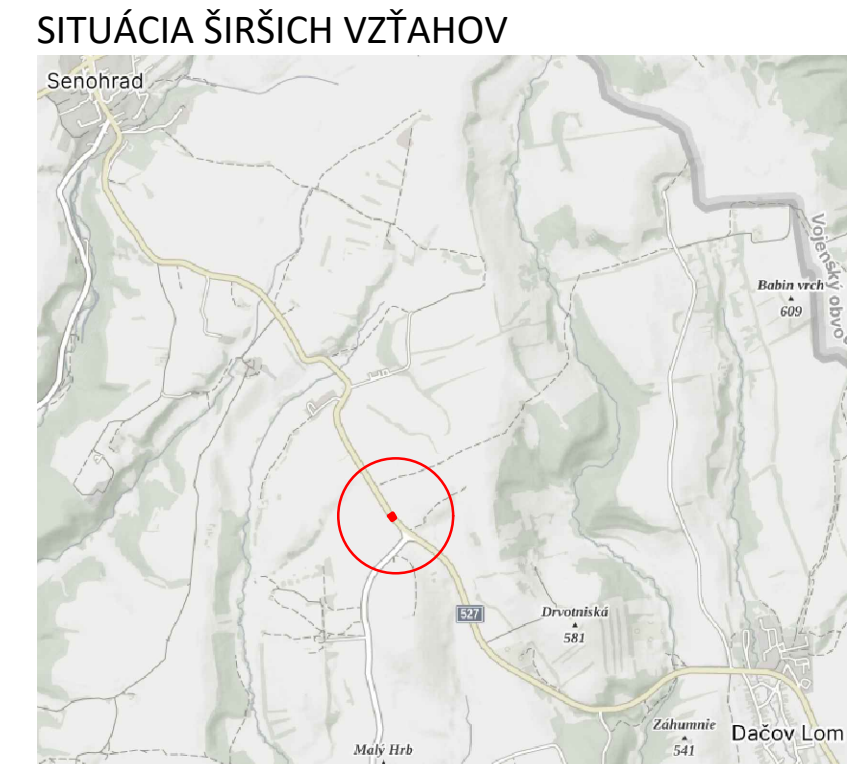 SITUÁCIA ŠIRŠICH VZŤAHOV
Senohrad
Vojenský obvo
Babin vrch
609
527
Drvotniská
581
Záhumnie
541
Dačov Lom
Malý Hrb